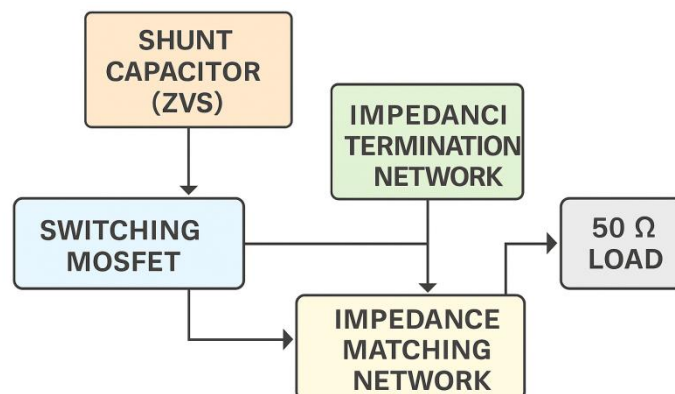 SHUNT
CAPACITOR
(ZVS)
IMPEDANCI
TERMINATION
NETWORK
SWITCHING
MOSFET
50 Ω
LOAD
IMPEDANCE
MATCHING
NETWORK